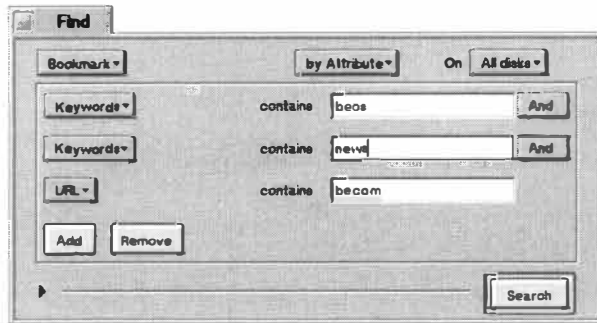 Find
Bookmark by Attribute On All disks
Keywords contains beos And
Keywords contains news And
URL contains becom
Add Remove
Search